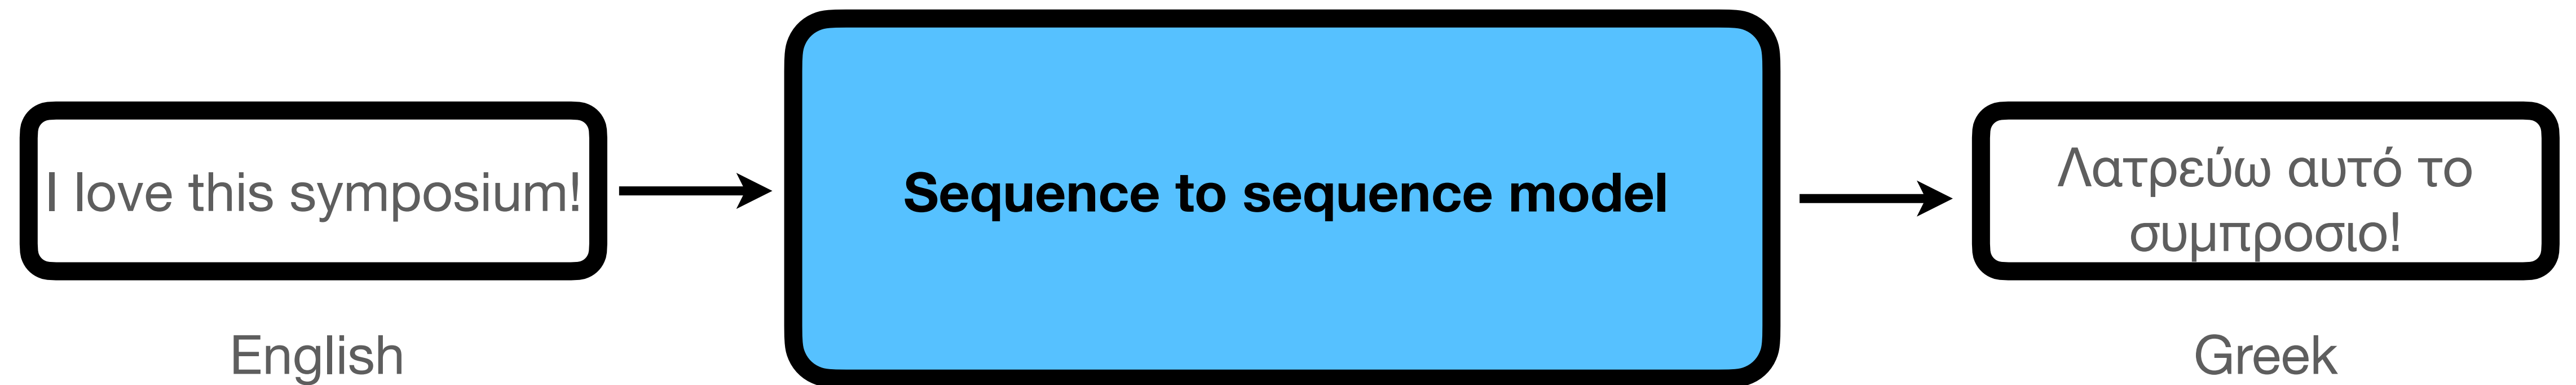 I love this symposium!
Sequence to sequence model
Λατρεύω αυτό το
συμπροσιο!
English
Greek